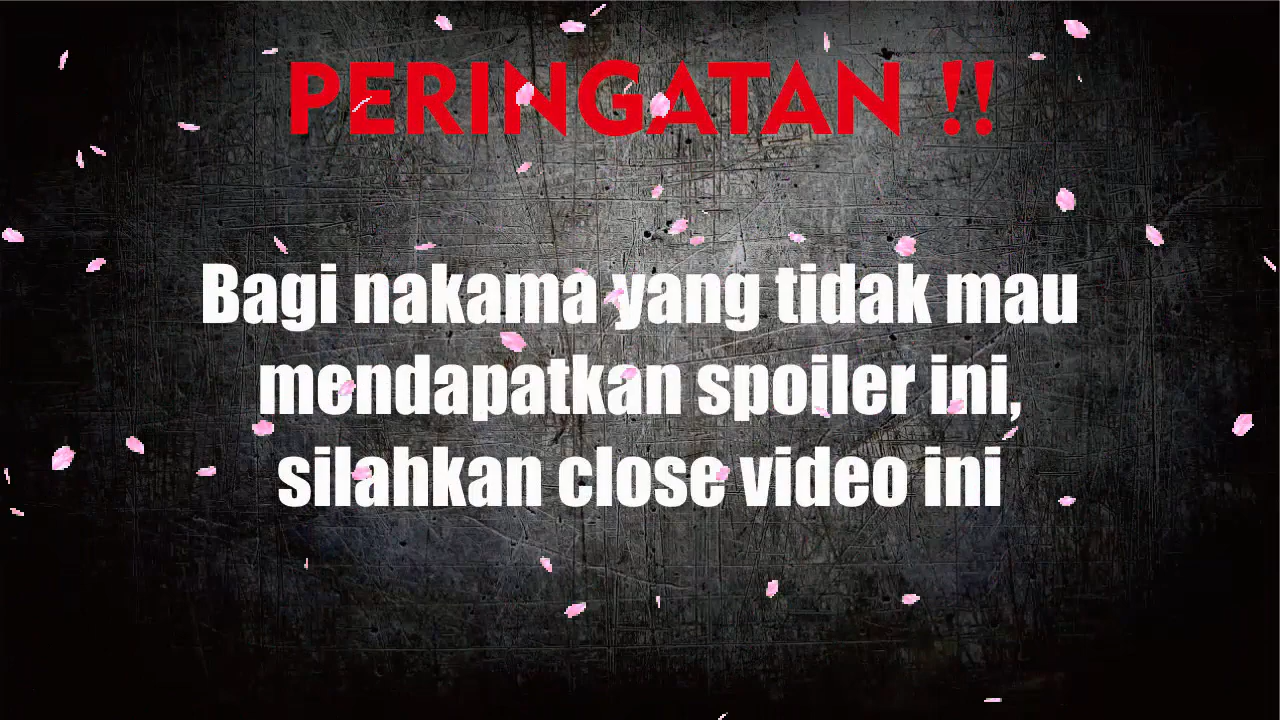 PERINGATAN !!
Bagi nakama yang tidak mau
mendapatkan spoiler ini,
silahkan close video ini